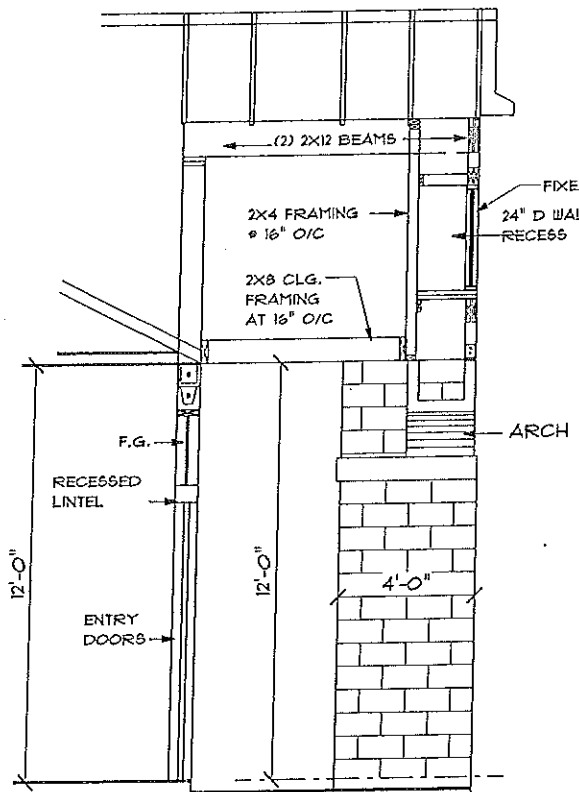 (2) 2X12 BEAMS
FIXE
2X4 FRAMING
@ 16" O/C
24" D WAL
RECESS
2X8 CLG.
FRAMING
AT 16" O/C
F.G.
ARCH
RECESSED
LINTEL
12'-0"
12'-0"
4'-0"
ENTRY
DOORS